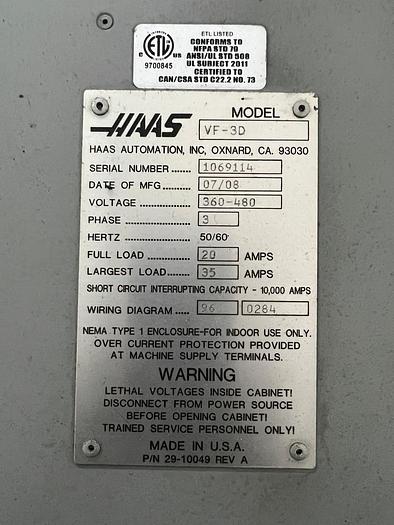 ETL LISTED
CONFORMS TO
NFPA STD 79
ANSI/UL STD 508
UL SUBJECT 2011
CERTIFIED TO
CAN/CSA STD C22.2 NO. 73
ETL
C US
9700845
MODEL
HAAS VF-3D
HAAS AUTOMATION, INC, OXNARD, CA. 93030
SERIAL NUMBER ...... 1069114
DATE OF MFG ........ 07/08
VOLTAGE ............ 360-480
PHASE ............... 3
HERTZ ............... 50/60
FULL LOAD .......... 20 AMPS
LARGEST LOAD ...... 35 AMPS
SHORT CIRCUIT INTERRUPTING CAPACITY - 10,000 AMPS
WIRING DIAGRAM ..... 96 0284
NEMA TYPE 1 ENCLOSURE-FOR INDOOR USE ONLY.
OVER CURRENT PROTECTION PROVIDED
AT MACHINE SUPPLY TERMINALS.
WARNING
LETHAL VOLTAGES INSIDE CABINET!
DISCONNECT FROM POWER SOURCE
BEFORE OPENING CABINET!
TRAINED SERVICE PERSONNEL ONLY!
MADE IN U.S.A.
P/N 29-10049 REV A